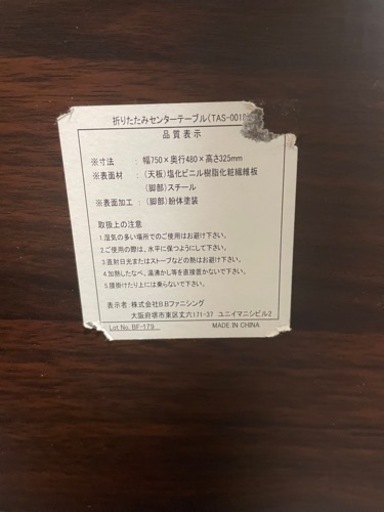 折りたたみセンターテーブル(TAS-001
品質表示
※寸法 : 幅750×奥行480×高さ325mm
※表面材 : (天板)塩化ビニル樹脂化粧繊維板
(脚部)スチール
※表面加工 : (脚部)粉体塗装
取扱上の注意
1.湿気の多い場所でのご使用はお避け下さい。
2.ご使用の際は、水平に保つようにして下さい。
3.直射日光またはストーブなどの熱はお避け下さい。
4.加熱したなべ、湯沸かし等を直接置かないで下さい。
5.腰掛けたり上には乗らないで下さい。
表示者:株式会社B.Bファニシング
大阪府堺市東区丈六171-37 ユニイマニシビル2
Lot No. BF-179
MADE IN CHINA